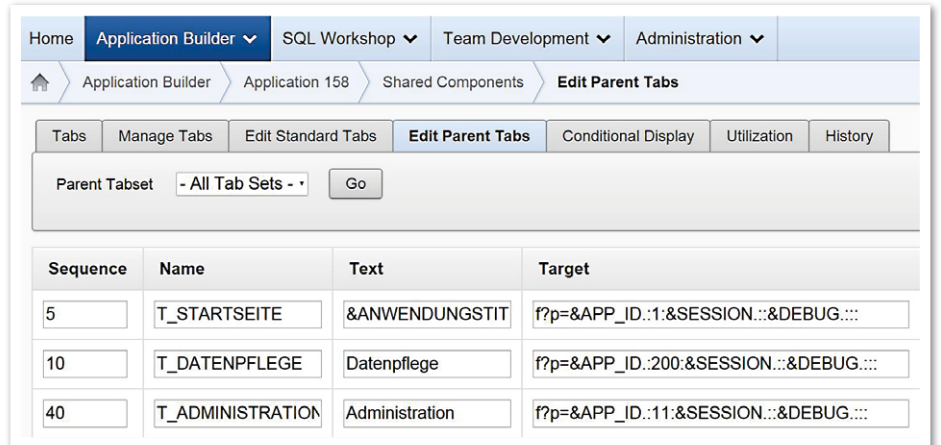 Home Application Builder SQL Workshop Team Development Administration
Application Builder Application 158 Shared Components Edit Parent Tabs
Tabs Manage Tabs Edit Standard Tabs Edit Parent Tabs Conditional Display Utilization History
Parent Tabset - All Tab Sets - Go
Sequence Name Text Target
5 T_STARTSEITE &ANWENDUNGSTIT f?p=&APP_ID.:1:&SESSION.::&DEBUG.:::
10 T_DATENPFLEGE Datenpflege f?p=&APP_ID.:200:&SESSION.::&DEBUG.:::
40 T_ADMINISTRATION Administration f?p=&APP_ID.:11:&SESSION.::&DEBUG.:::